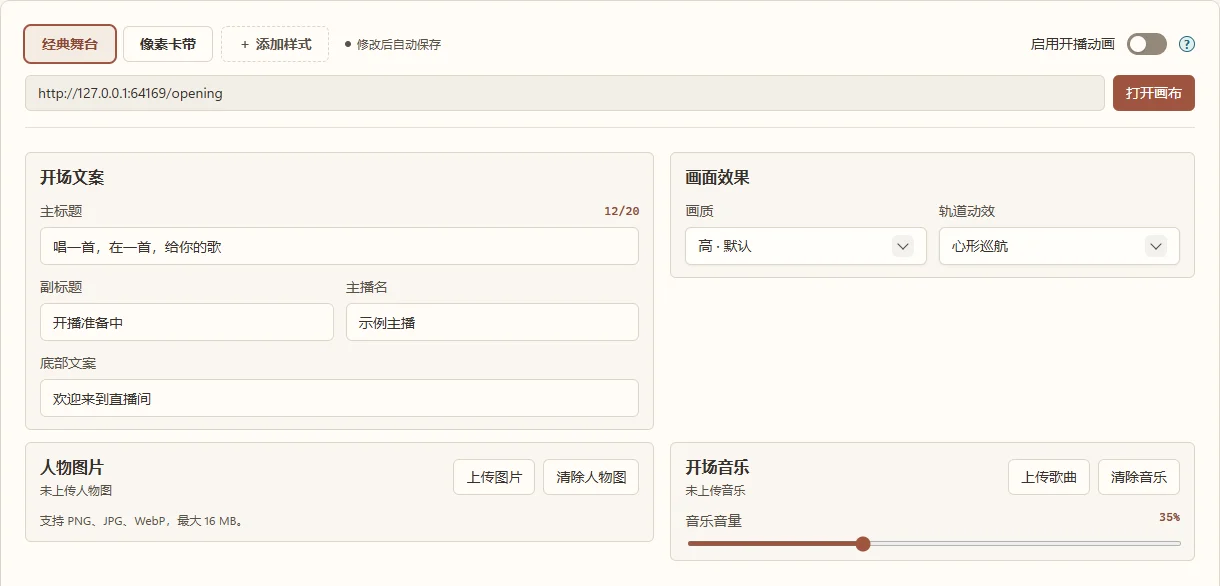 经典舞台 像素卡带 + 添加样式 ● 修改后自动保存 启用开播动画 ?
http://127.0.0.1:64169/opening 打开画布
开场文案
主标题 12/20
唱一首，在一首，给你的歌
副标题 主播名
开播准备中 示例主播
底部文案
欢迎来到直播间
画面效果
画质 轨道动效
高 · 默认 心形巡航
人物图片
未上传人物图
上传图片 清除人物图
支持 PNG、JPG、WebP，最大 16 MB。
开场音乐
未上传音乐
上传歌曲 清除音乐
音乐音量 35%